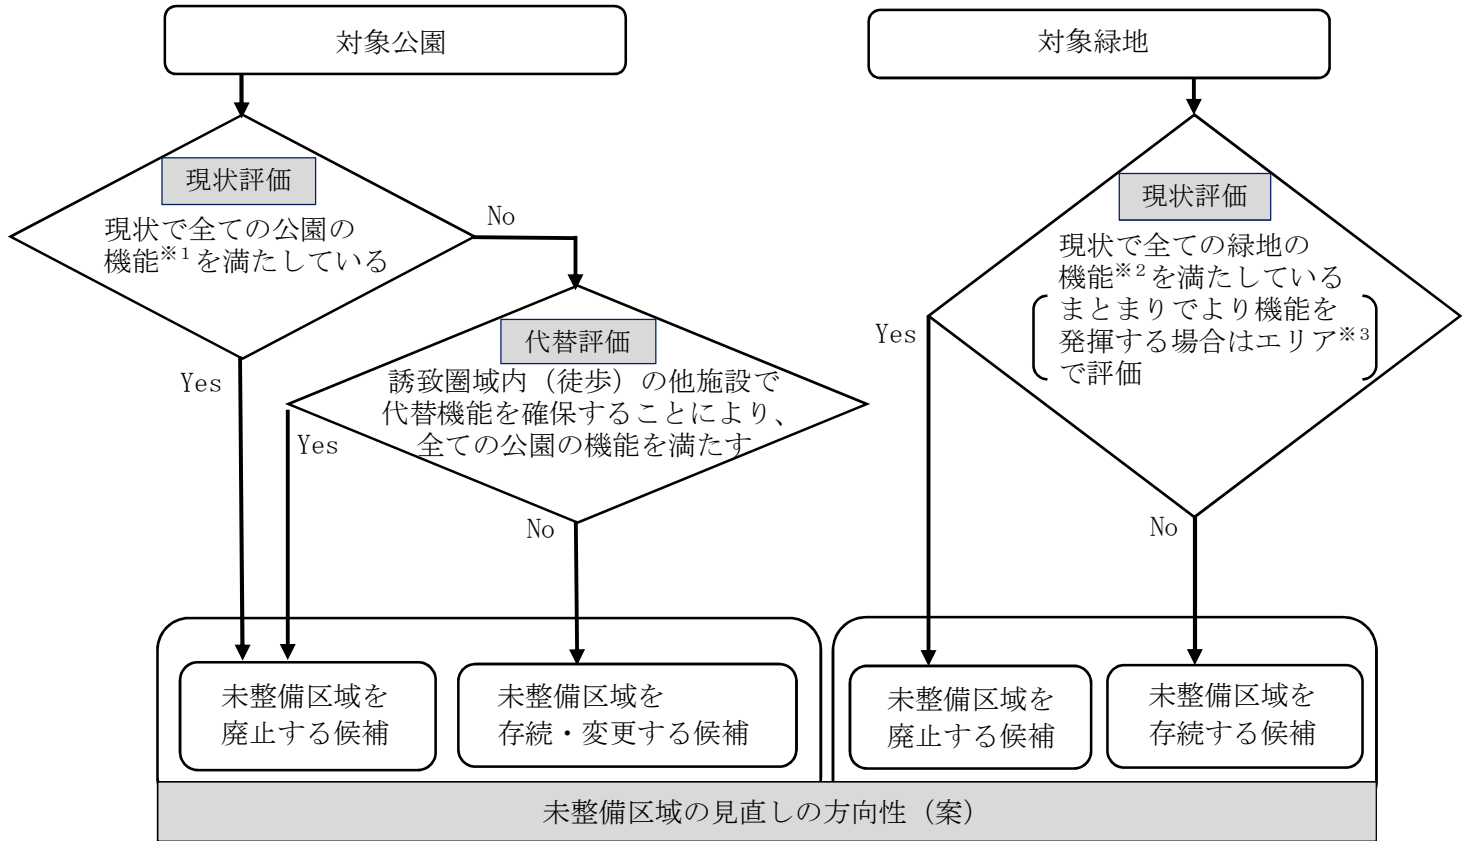 対象公園
現状評価
現状で全ての公園の
機能※1を満たしている
No
Yes
代替評価
誘致圏域内（徒歩）の他施設で
代替機能を確保することにより、
全ての公園の機能を満たす
Yes
No
未整備区域を
廃止する候補
未整備区域を
存続・変更する候補
対象緑地
現状評価
現状で全ての緑地の
機能※2を満たしている
まとまりでより機能を
発揮する場合はエリア※3
で評価
Yes
No
未整備区域を
廃止する候補
未整備区域を
存続する候補
未整備区域の見直しの方向性（案）